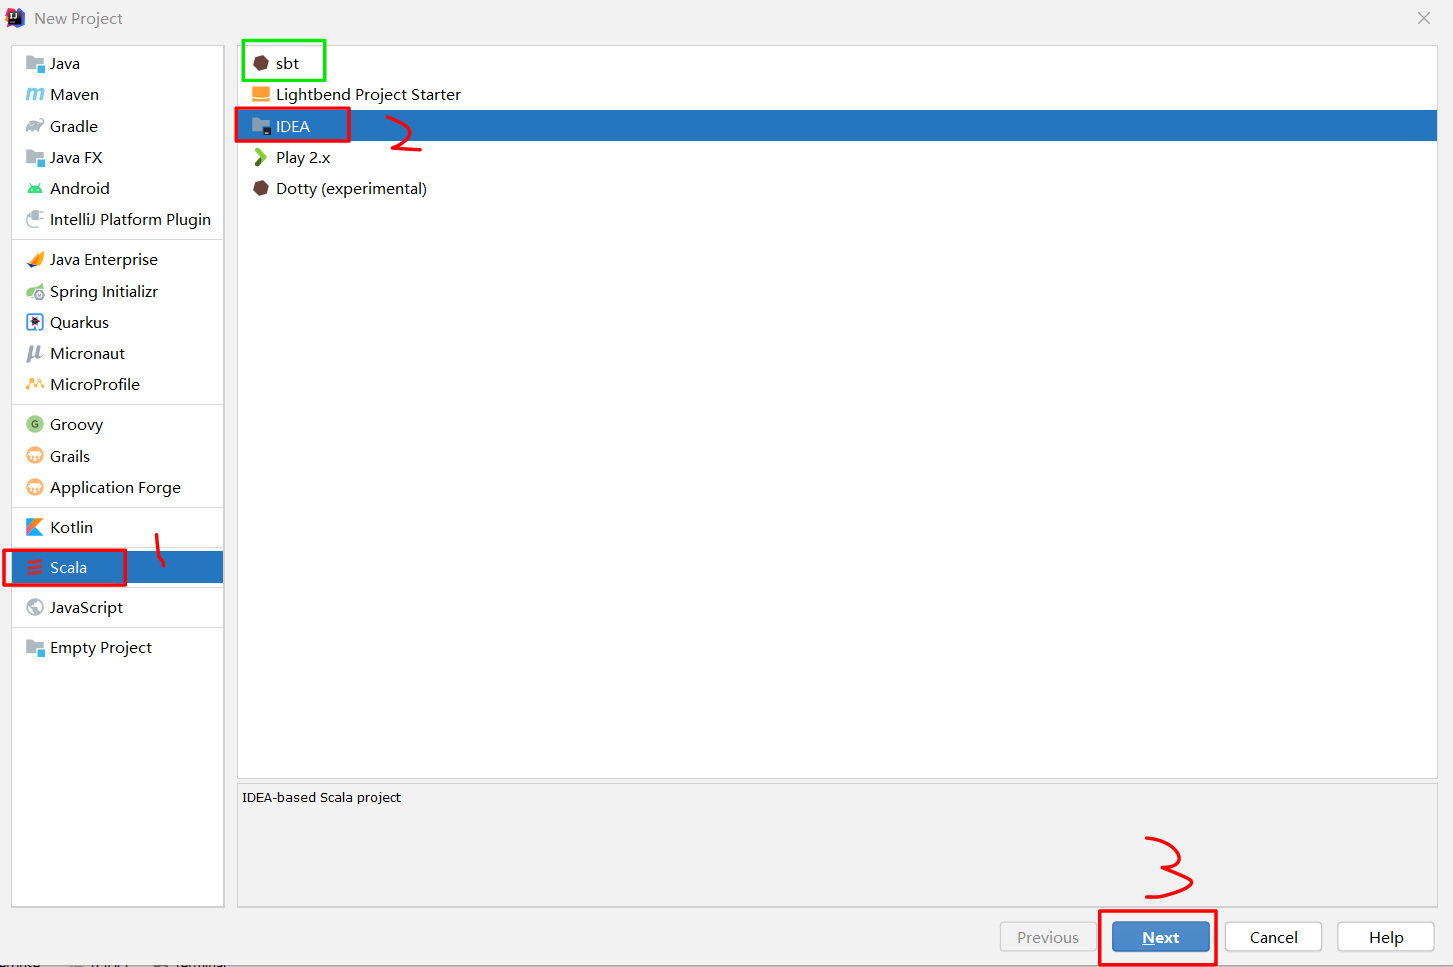 New Project
Java
Maven
Gradle
Java FX
Android
IntelliJ Platform Plugin
Java Enterprise
Spring Initializr
Quarkus
Micronaut
MicroProfile
Groovy
Grails
Application Forge
Kotlin
Scala
1
JavaScript
Empty Project
sbt
Lightbend Project Starter
IDEA
2
Play 2.x
Dotty (experimental)
IDEA-based Scala project
3
Previous
Next
Cancel
Help